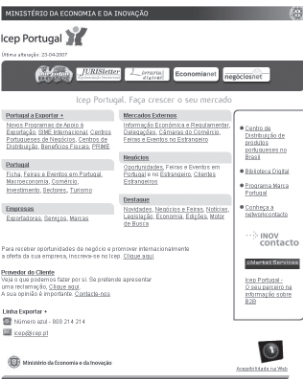 MINISTÉRIO DA ECONOMIA E DA INOVAÇÃO
Icep Portugal
Última alteração: 23-04-2007
JURISletter
Economianet
negóciosnet
Icep Portugal. Faça crescer o seu mercado
Portugal a Exportar +
Novos Programas de Apoio à
Exportação, SIME Internacional, Centros
Portugueses de Negócios, Centros de
Distribuição, Benefícios Fiscais, PRIME
Portugal
Ficha, Feiras e Eventos em Portugal,
Macroeconomia, Comércio,
Investimento, Sectores, Turismo
Empresas
Exportadoras, Serviços, Marcas
Mercados Externos
Informação Económica e Regulamentar,
Delegações, Câmaras do Comércio,
Feiras e Eventos no Estrangeiro
Negócios
Oportunidades, Feiras e Eventos em
Portugal e no Estrangeiro, Clientes
Estrangeiros
Destaque
Novidades, Negócios e Feiras, Notícias,
Legislação, Economia, Edições, Motor
de Busca
Centro de
Distribuição de
produtos
portugueses no
Brasil
Biblioteca Digital
Programa Marca
Portugal
Conheça a
networkcontacto
INOV
contacto
eMarket Services
Icep Portugal -
O seu parceiro na
informação sobre
B2B
Para receber oportunidades de negócio e promover internacionalmente
a oferta da sua empresa, inscreva-se no Icep. Clique aqui.
Provedor do Cliente
Veja o que podemos fazer por si. Se pretende apresentar
uma reclamação, Clique aqui.
A sua opinião é importante. Contacte-nos
Linha Exportar +
Número azul - 808 214 214
icep@icep.pt
Ministério da Economia e da Inovação
Acessibilidade na Web